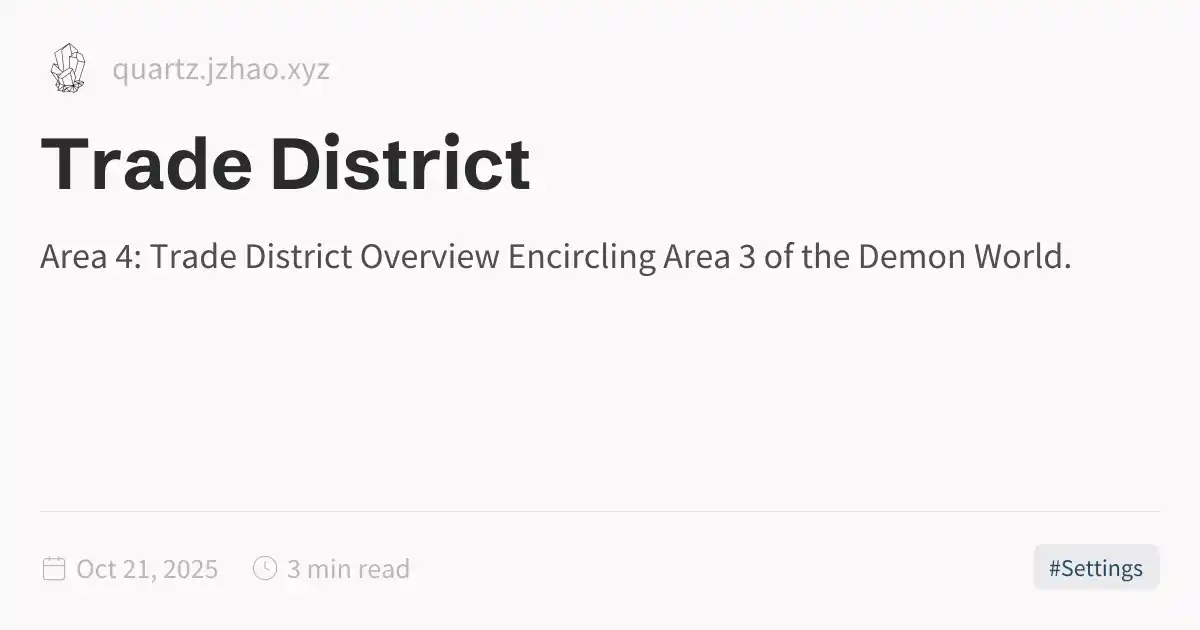 quartz.jzhao.xyz
Trade District
Area 4: Trade District Overview Encircling Area 3 of the Demon World.
Oct 21, 2025
3 min read
#Settings